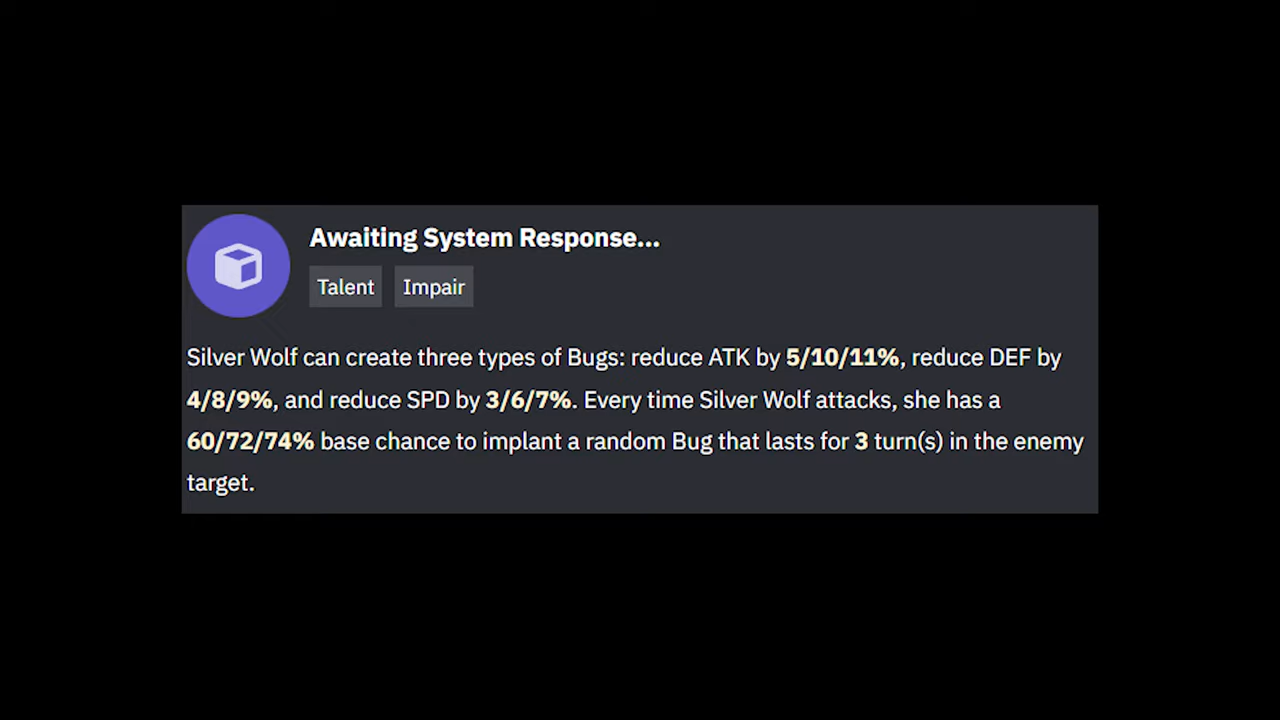 Awaiting System Response...
Talent Impair
Silver Wolf can create three types of Bugs: reduce ATK by 5/10/11%, reduce DEF by
4/8/9%, and reduce SPD by 3/6/7%. Every time Silver Wolf attacks, she has a
60/72/74% base chance to implant a random Bug that lasts for 3 turn(s) in the enemy
target.